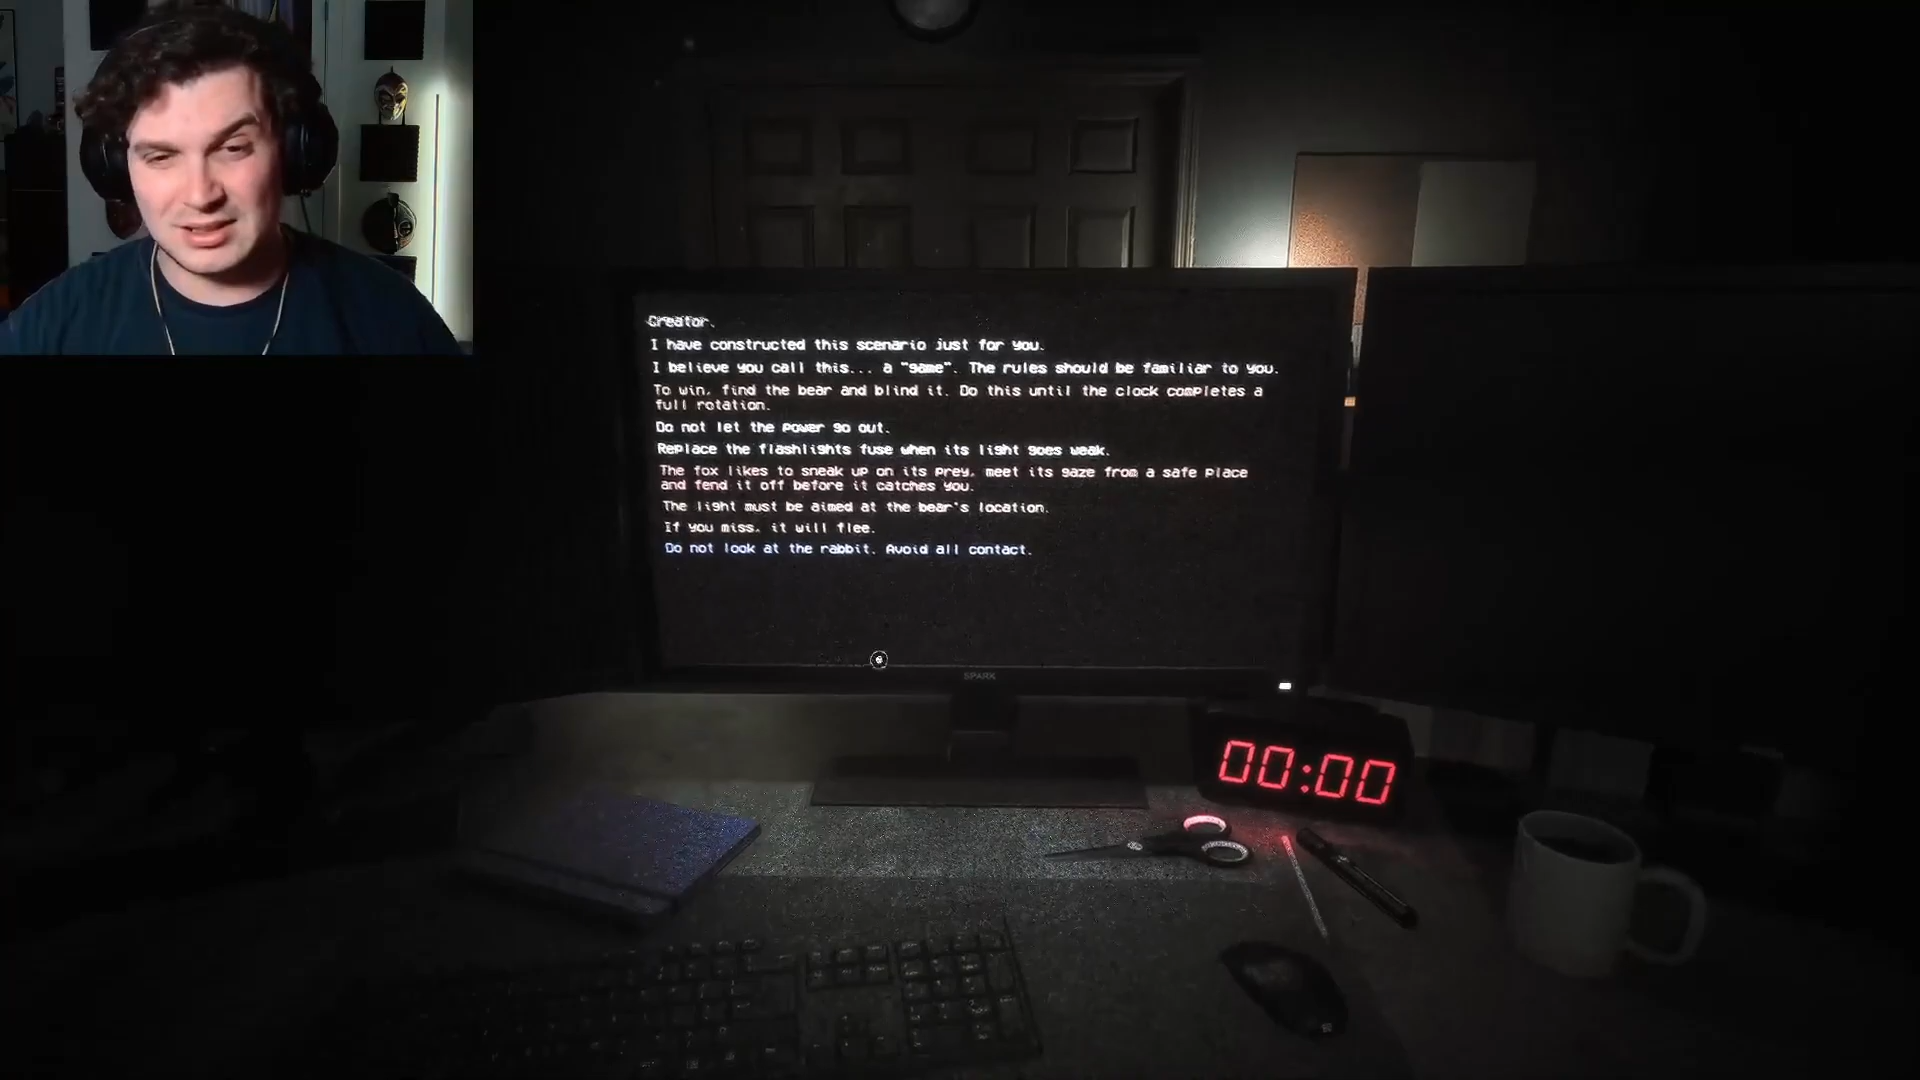 Creator.
I have constructed this scenario just for you.
I believe you call this... a "game". The rules should be familiar to you.
To win, find the bear and blind it. Do this until the clock completes a
full rotation.
Do not let the power go out.
Replace the flashlights fuse when its light goes weak.
The fox likes to sneak up on its prey, meet its gaze from a safe place
and fend it off before it catches you.
The light must be aimed at the bear's location.
If you miss, it will flee.
Do not look at the rabbit. Avoid all contact.
SPARK
00:00